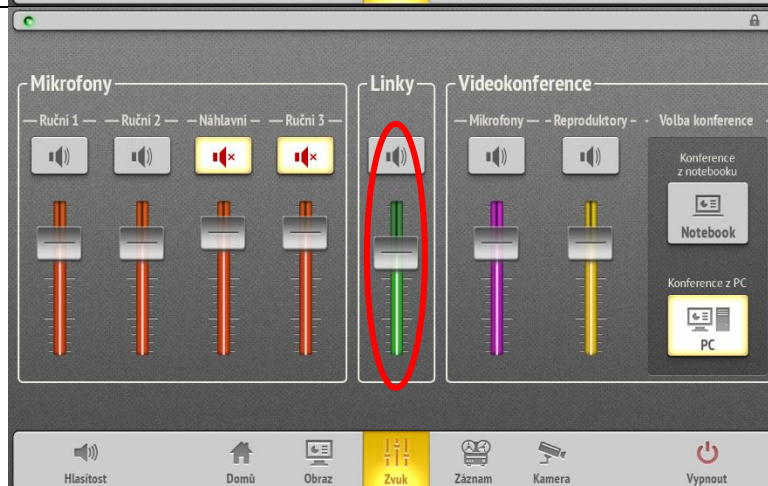 Mikrofony
Linky
Videokonference
Ruční 1
Ruční 2
Náhlavní
Ruční 3
Mikrofony
Reproduktory
Volba konference
Konference
z notebooku
Notebook
Konference z PC
PC
Hlasitost
Domů
Obraz
Zvuk
Záznam
Kamera
Vypnout